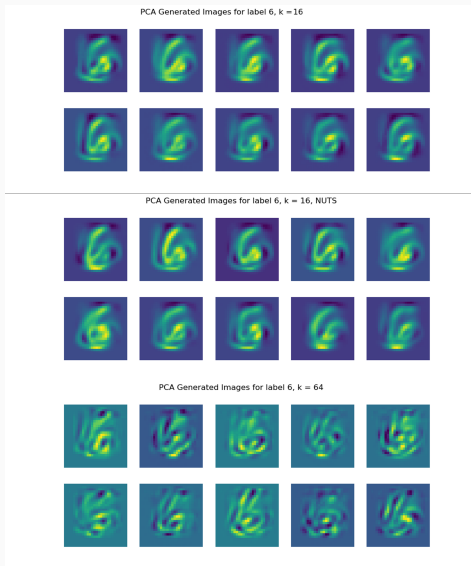 PCA Generated Images for label 6, k =16
PCA Generated Images for label 6, k = 16, NUTS
PCA Generated Images for label 6, k = 64